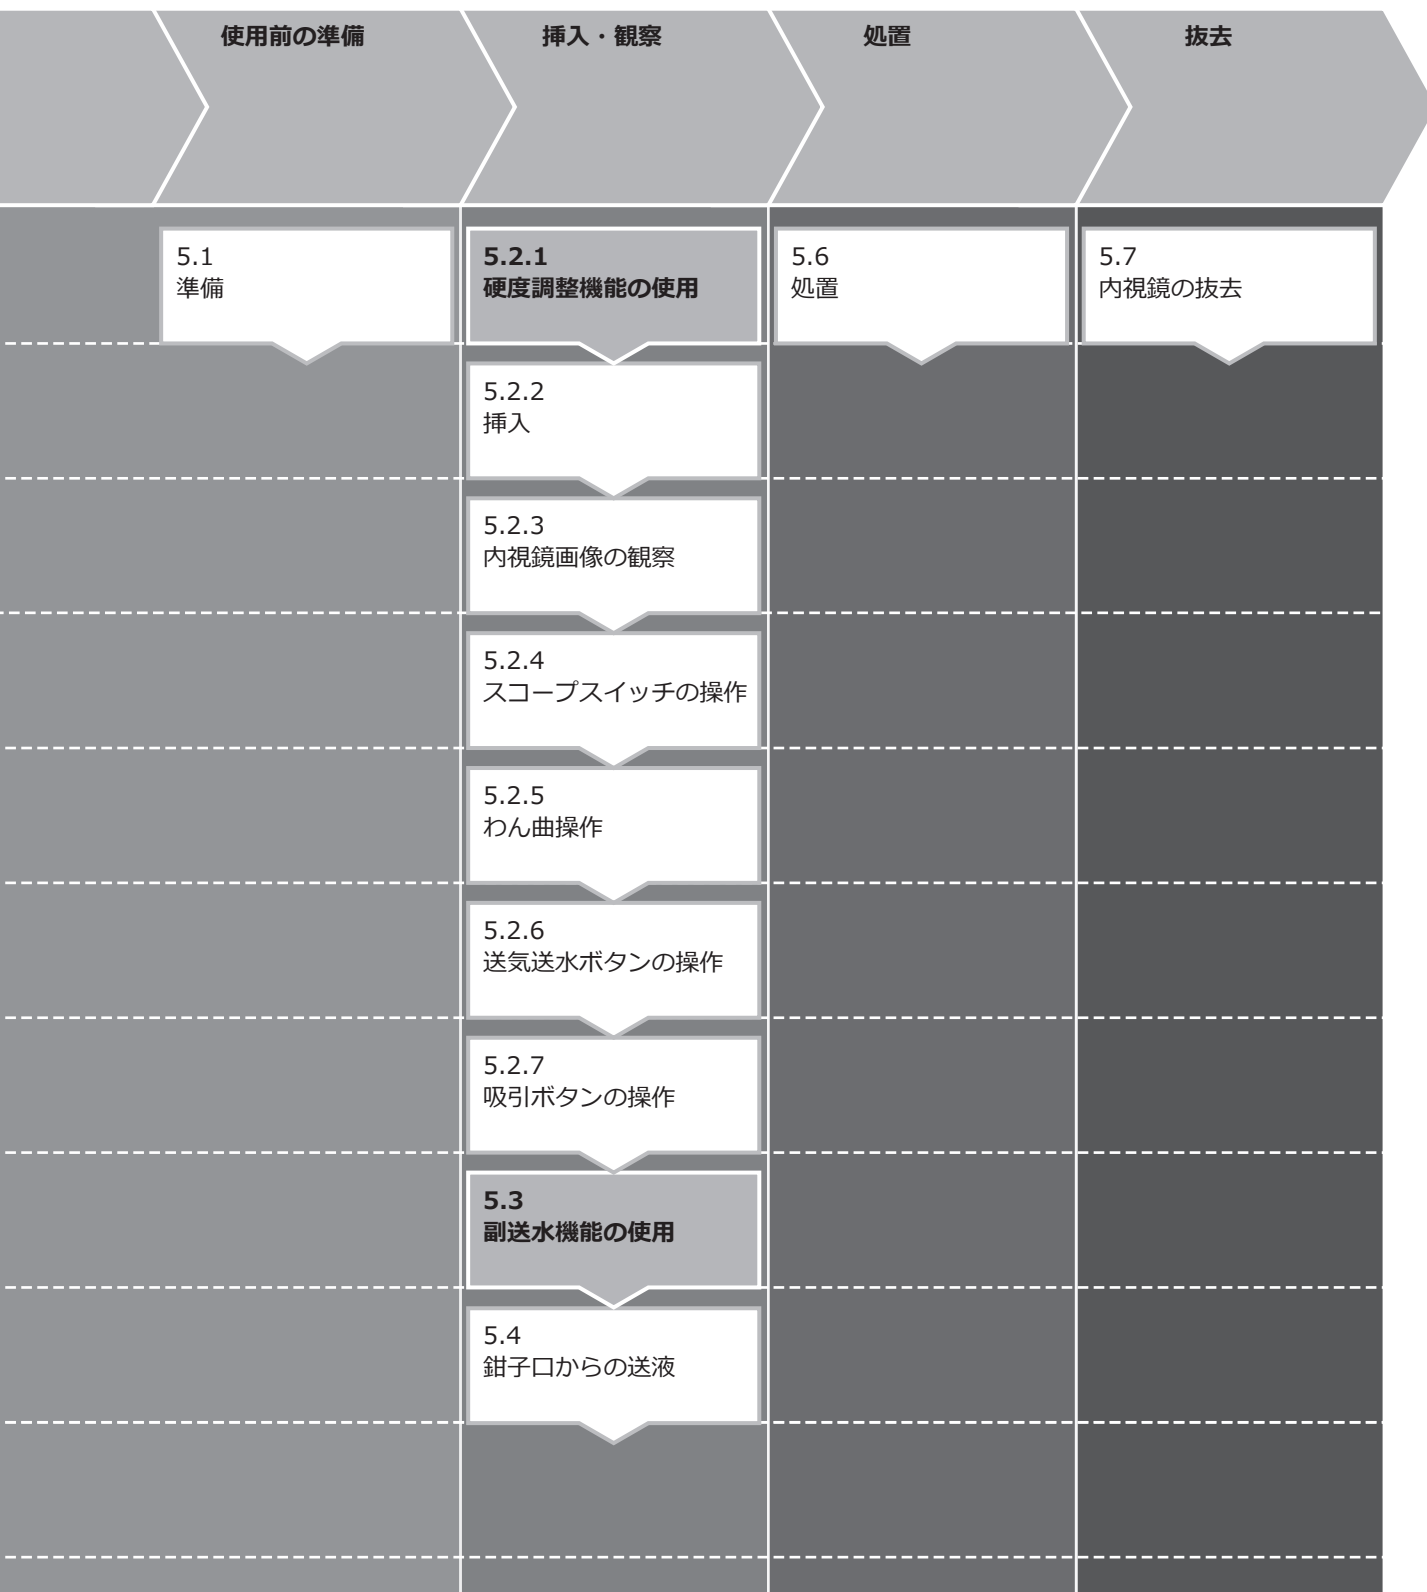 使用前の準備
挿入・観察
処置
抜去
5.1
準備
5.2.1
硬度調整機能の使用
5.6
処置
5.7
内視鏡の抜去
5.2.2
挿入
5.2.3
内視鏡画像の観察
5.2.4
スコープスイッチの操作
5.2.5
わん曲操作
5.2.6
送気送水ボタンの操作
5.2.7
吸引ボタンの操作
5.3
副送水機能の使用
5.4
鉗子口からの送液